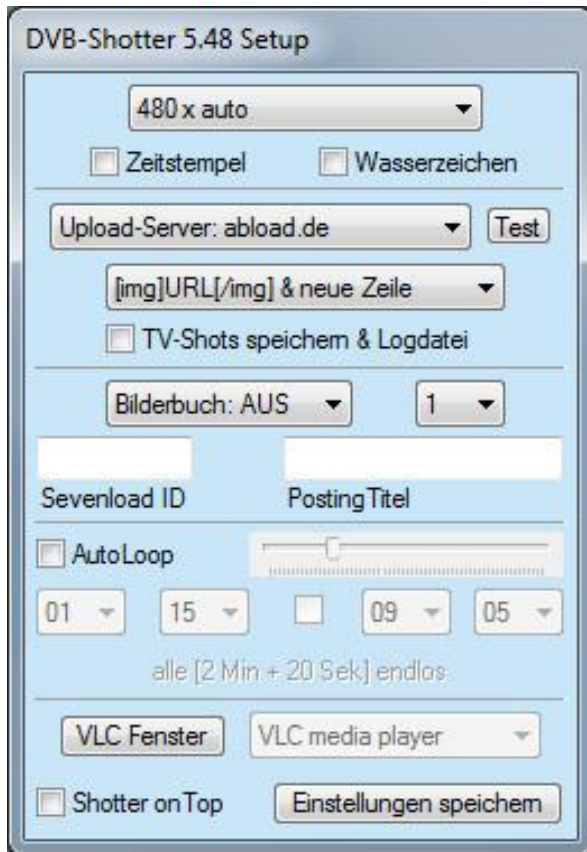 DVB-Shotter 5.48 Setup
480 x auto
Zeitstempel Wasserzeichen
Upload-Server: abload.de Test
[img]URL[/img] & neue Zeile
TV-Shots speichern & Logdatei
Bilderbuch: AUS 1
Sevenload ID PostingTitel
AutoLoop
01 15 09 05
alle [2 Min + 20 Sek] endlos
VLC Fenster VLC media player
Shotter on Top Einstellungen speichern